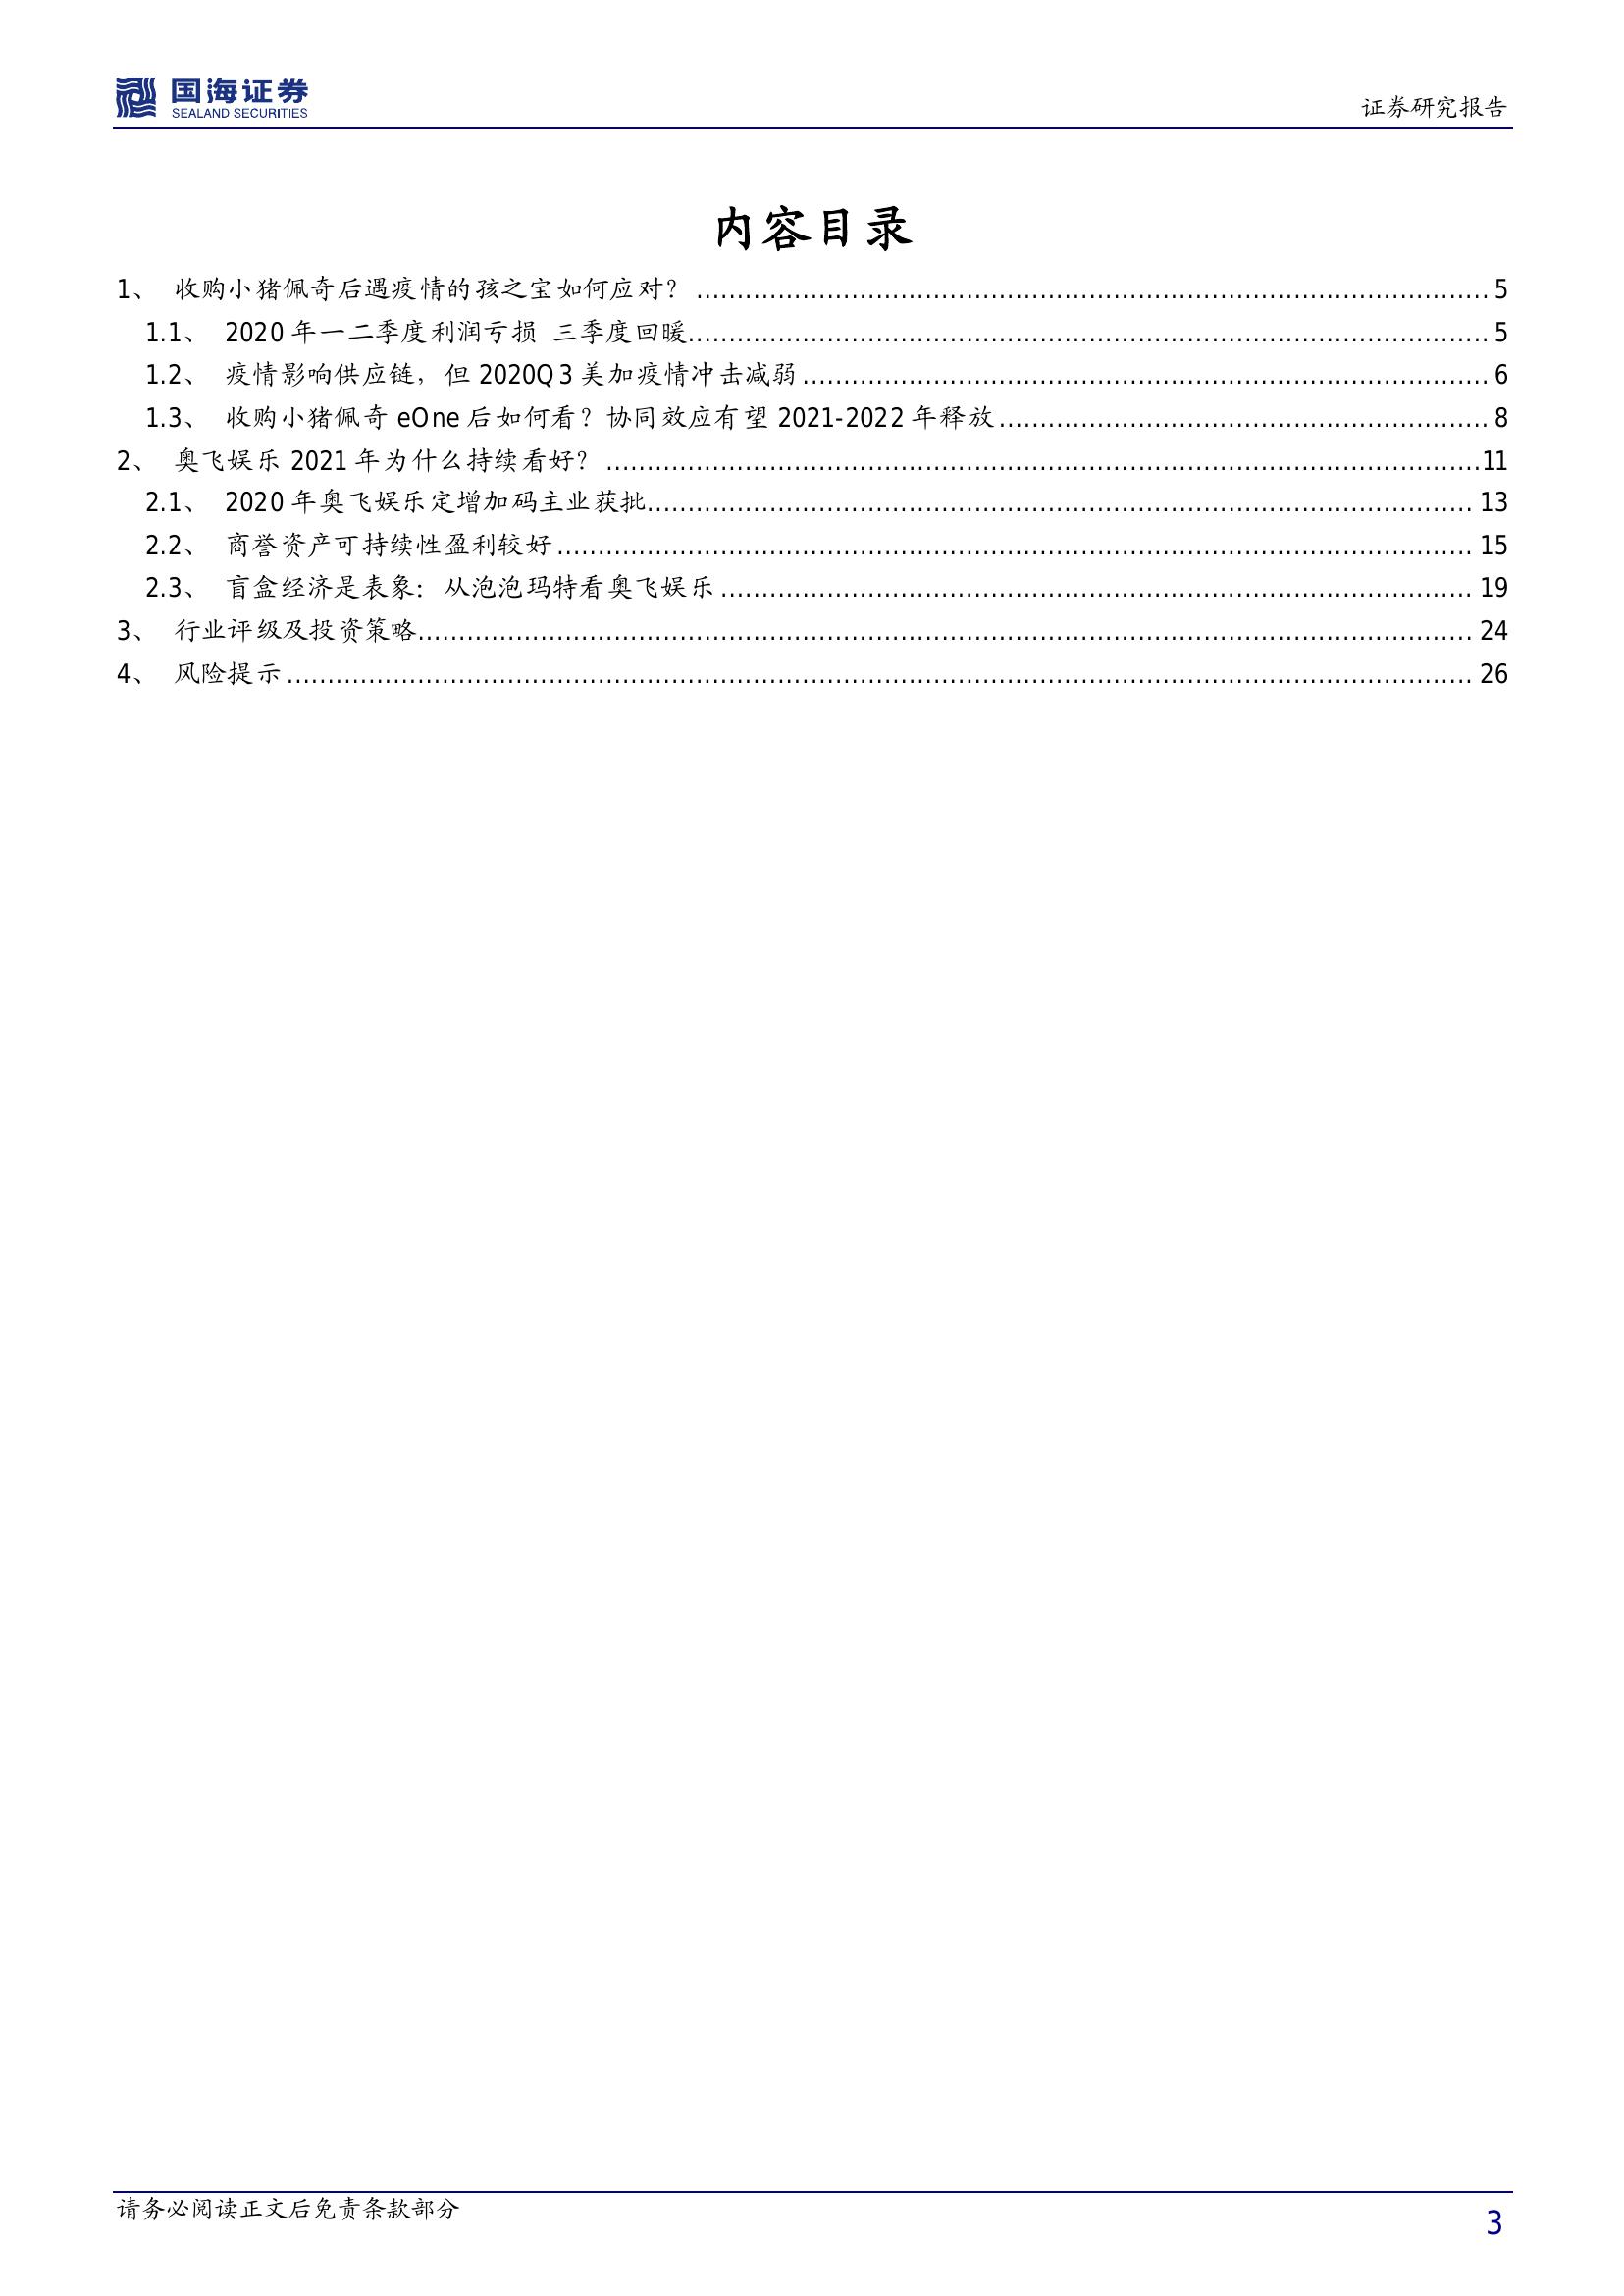 国海证券
SEALAND SECURITIES
证券研究报告
内容目录
1、 收购小猪佩奇后遇疫情的孩之宝如何应对？ ........ 5
1.1、 2020 年一二季度利润亏损 三季度回暖........ 5
1.2、 疫情影响供应链，但 2020Q3 美加疫情冲击减弱 ........ 6
1.3、 收购小猪佩奇 eOne 后如何看？协同效应有望 2021-2022 年释放 ........ 8
2、 奥飞娱乐 2021 年为什么持续看好？ ........ 11
2.1、 2020 年奥飞娱乐定增加码主业获批........ 13
2.2、 商誉资产可持续性盈利较好 ........ 15
2.3、 盲盒经济是表象：从泡泡玛特看奥飞娱乐 ........ 19
3、 行业评级及投资策略........ 24
4、 风险提示 ........ 26
请务必阅读正文后免责条款部分
3